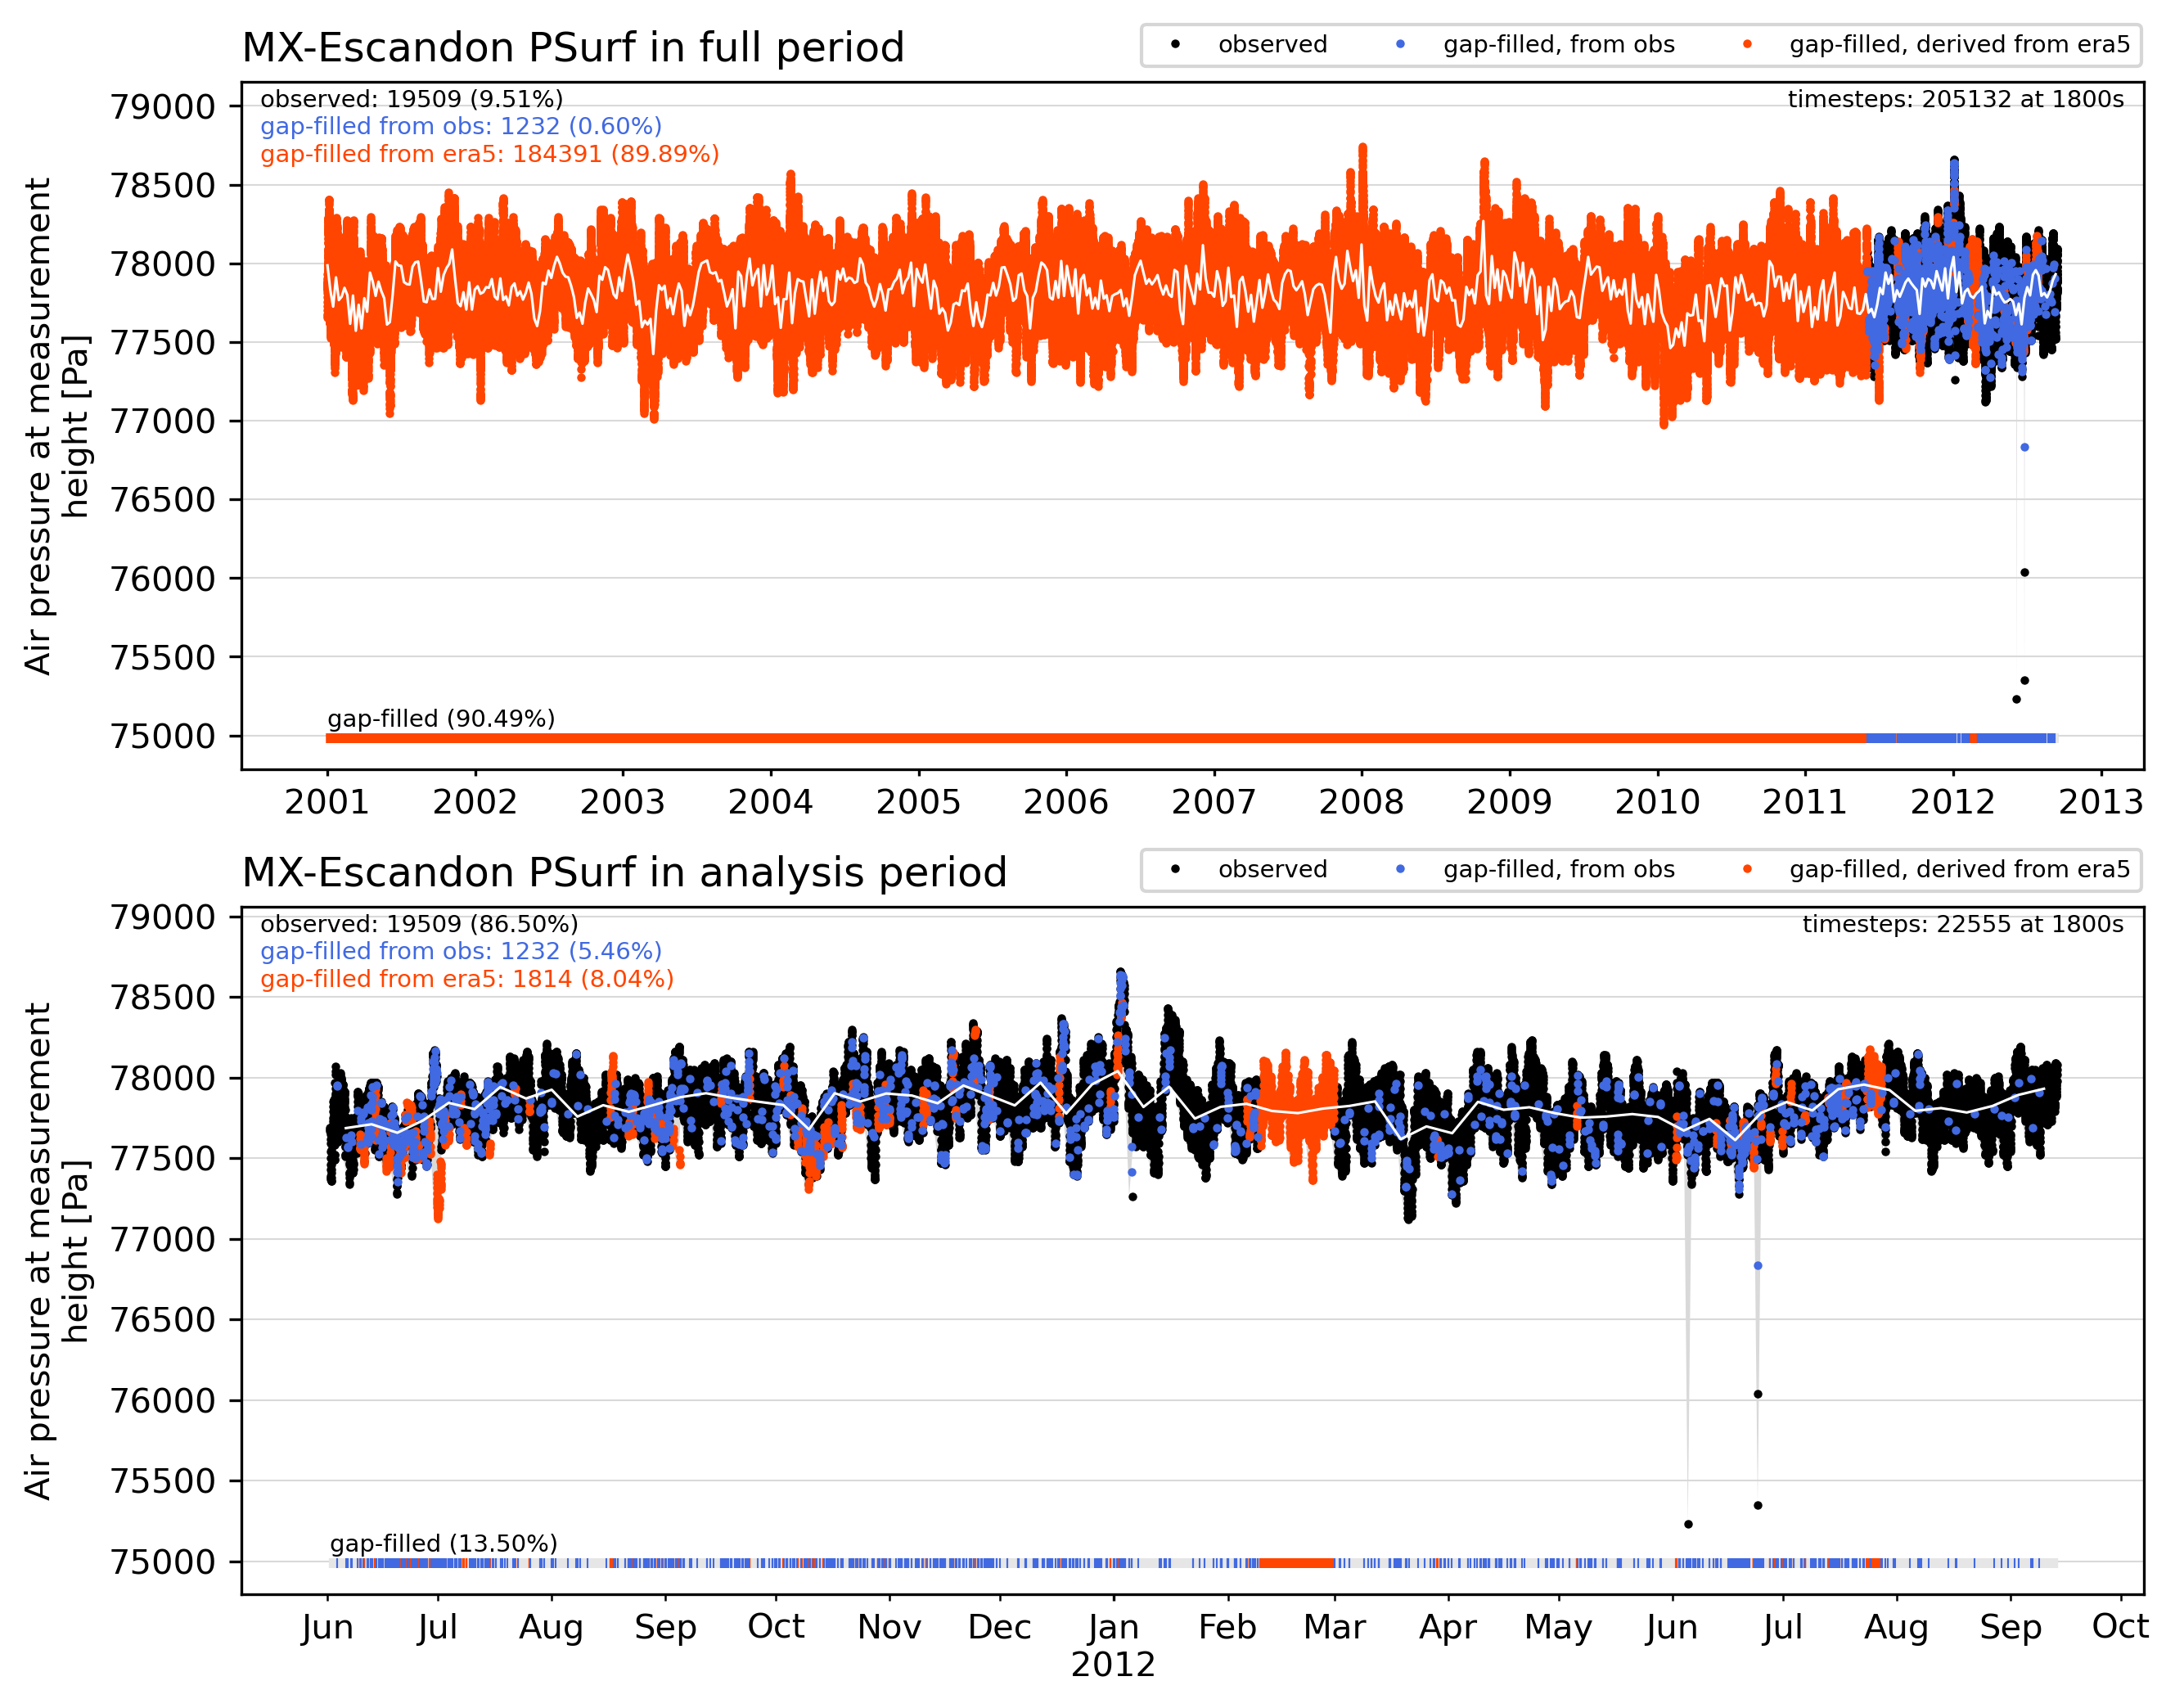 MX-Escandon PSurf in full period
observed gap-filled, from obs gap-filled, derived from era5
observed: 19509 (9.51%)
timesteps: 205132 at 1800s
gap-filled from obs: 1232 (0.60%)
gap-filled from era5: 184391 (89.89%)
Air pressure at measurement
height [Pa]
79000
78500
78000
77500
77000
76500
76000
75500
75000
gap-filled (90.49%)
2001 2002 2003 2004 2005 2006 2007 2008 2009 2010 2011 2012 2013
MX-Escandon PSurf in analysis period
observed gap-filled, from obs gap-filled, derived from era5
observed: 19509 (86.50%)
timesteps: 22555 at 1800s
gap-filled from obs: 1232 (5.46%)
gap-filled from era5: 1814 (8.04%)
Air pressure at measurement
height [Pa]
79000
78500
78000
77500
77000
76500
76000
75500
75000
gap-filled (13.50%)
Jun Jul Aug Sep Oct Nov Dec Jan Feb Mar Apr May Jun Jul Aug Sep Oct
2012